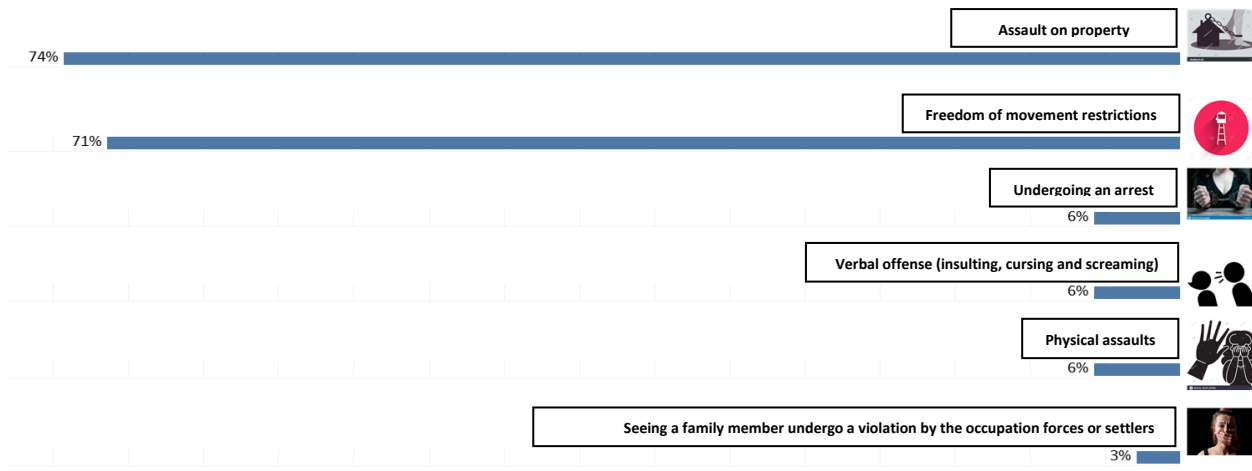 Assault on property
74%
Freedom of movement restrictions
71%
Undergoing an arrest
6%
Verbal offense (insulting, cursing and screaming)
6%
Physical assaults
6%
Seeing a family member undergo a violation by the occupation forces or settlers
3%